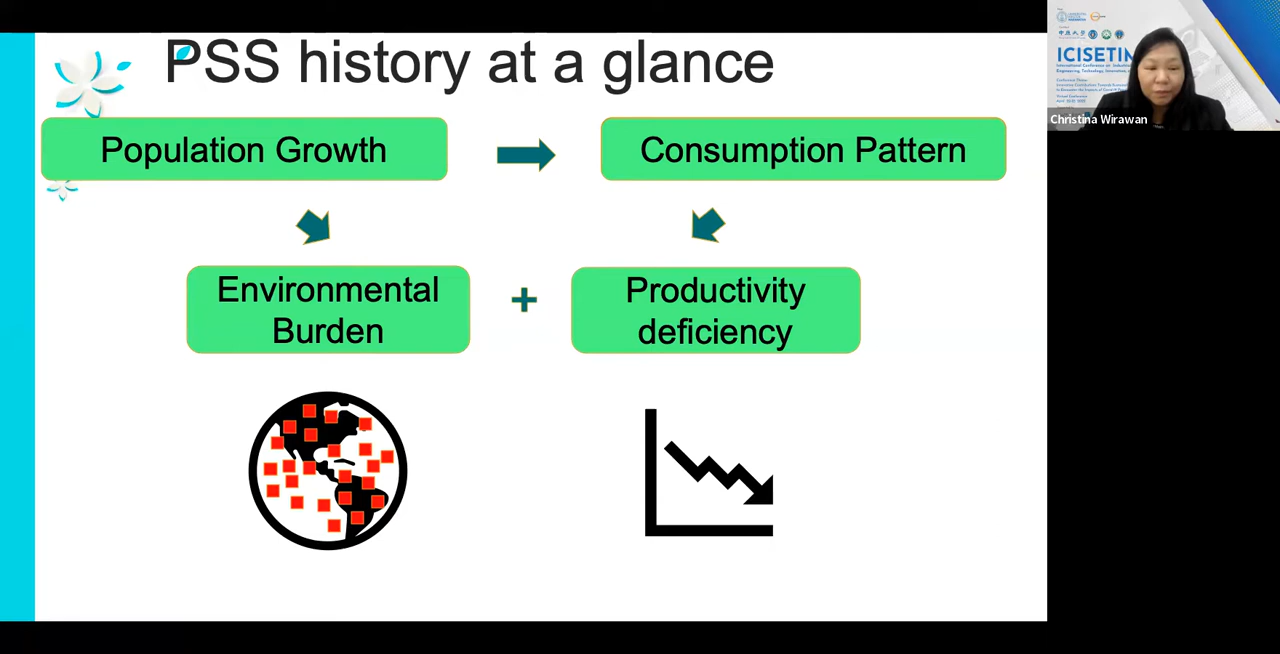 PSS history at a glance
Population Growth
Consumption Pattern
Environmental
Burden
+
Productivity
deficiency
ICISETIN
Christina Wirawan